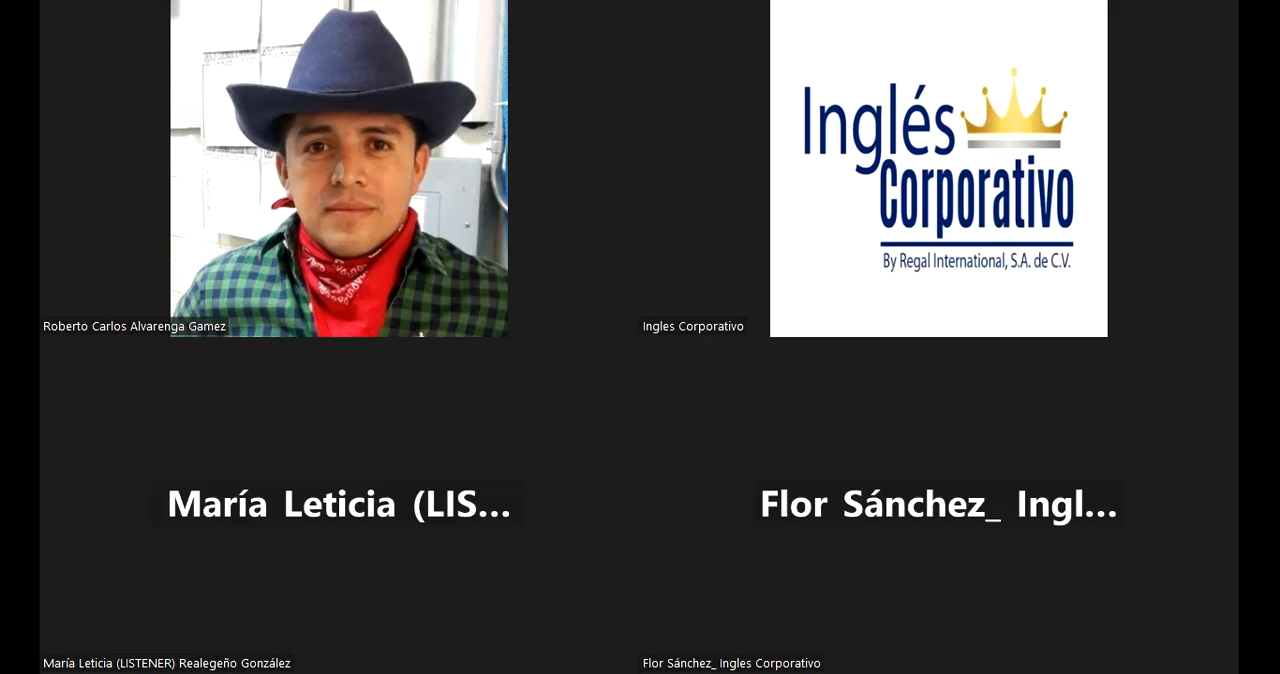 Inglés
Corporativo
By Regal International, S.A. de C.V.
Roberto Carlos Alvarenga Gamez
Ingles Corporativo
María Leticia (LIS...
Flor Sánchez_ Ingl...
María Leticia (LISTENER) Realegeño González
Flor Sánchez_ Ingles Corporativo